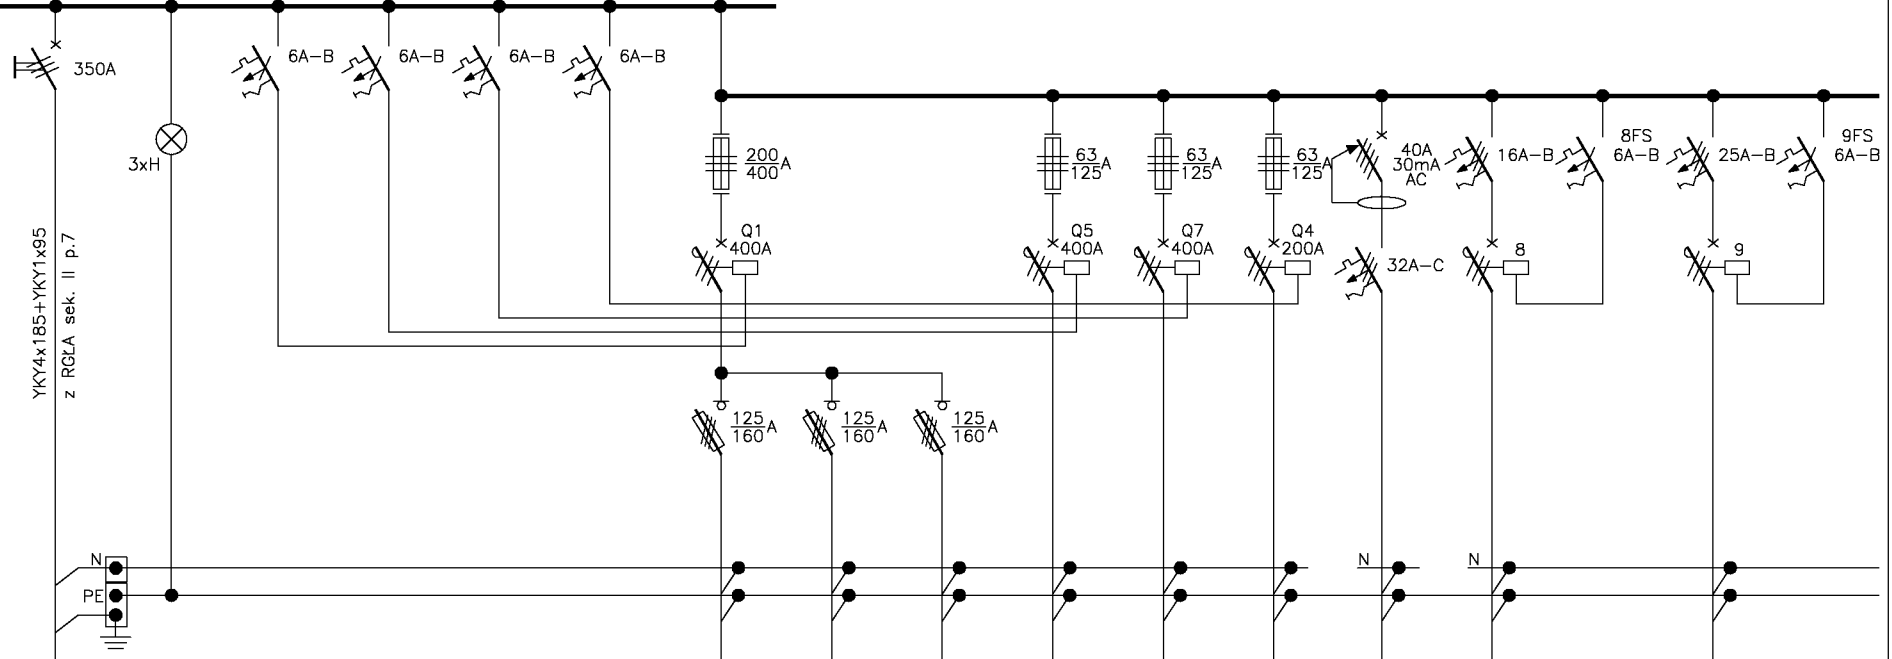 350A
6A-B
6A-B
6A-B
6A-B
3xH
200
400 A
63
125 A
63
125 A
63
125 A
40A
30mA
AC
16A-B
8FS
6A-B
25A-B
9FS
6A-B
YKY4x185+YKY1x95
z RGŁA sek. II p.7
Q1
400A
Q5
400A
Q7
400A
Q4
200A
32A-C
8
9
125
160 A
125
160 A
125
160 A
N
N
N
PE